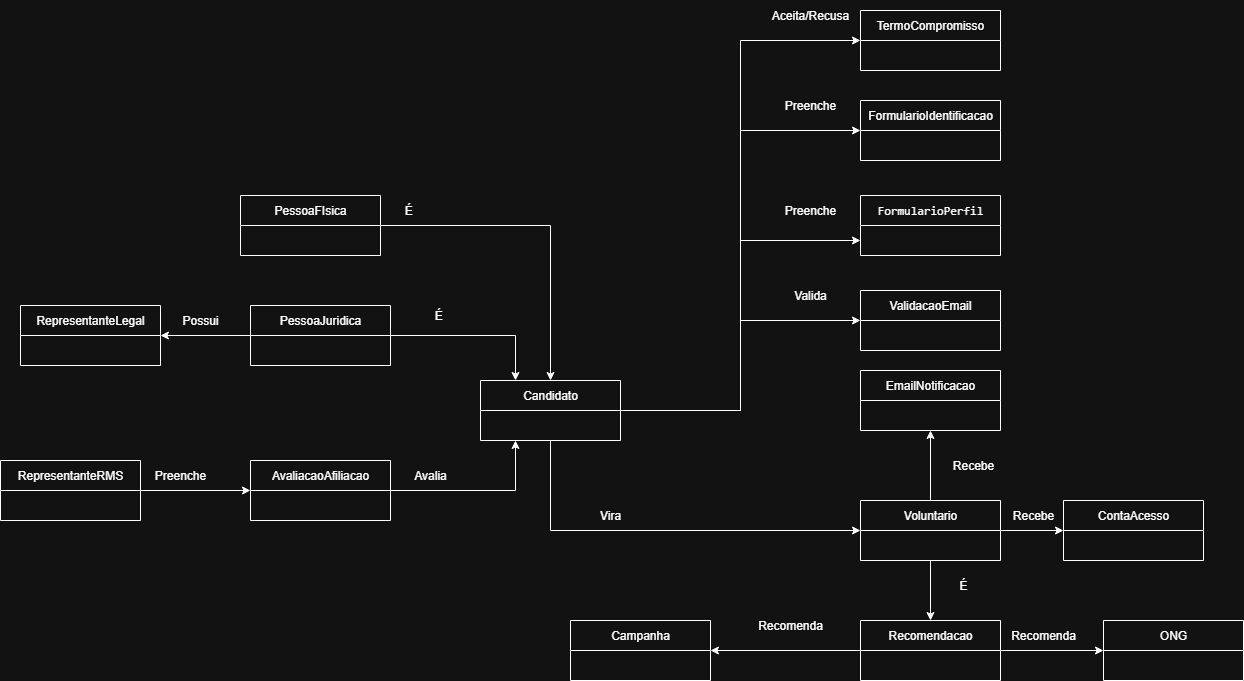 Aceita/Recusa
TermoCompromisso
Preenche
FormularioIdentificacao
PessoaFIsica
É
Preenche
FormularioPerfil
RepresentanteLegal
Possui
PessoaJuridica
É
Valida
ValidacaoEmail
Candidato
EmailNotificacao
RepresentanteRMS
Preenche
AvaliacaoAfiliacao
Avalia
Recebe
Vira
Voluntario
Recebe
ContaAcesso
É
Campanha
Recomenda
Recomendacao
Recomenda
ONG